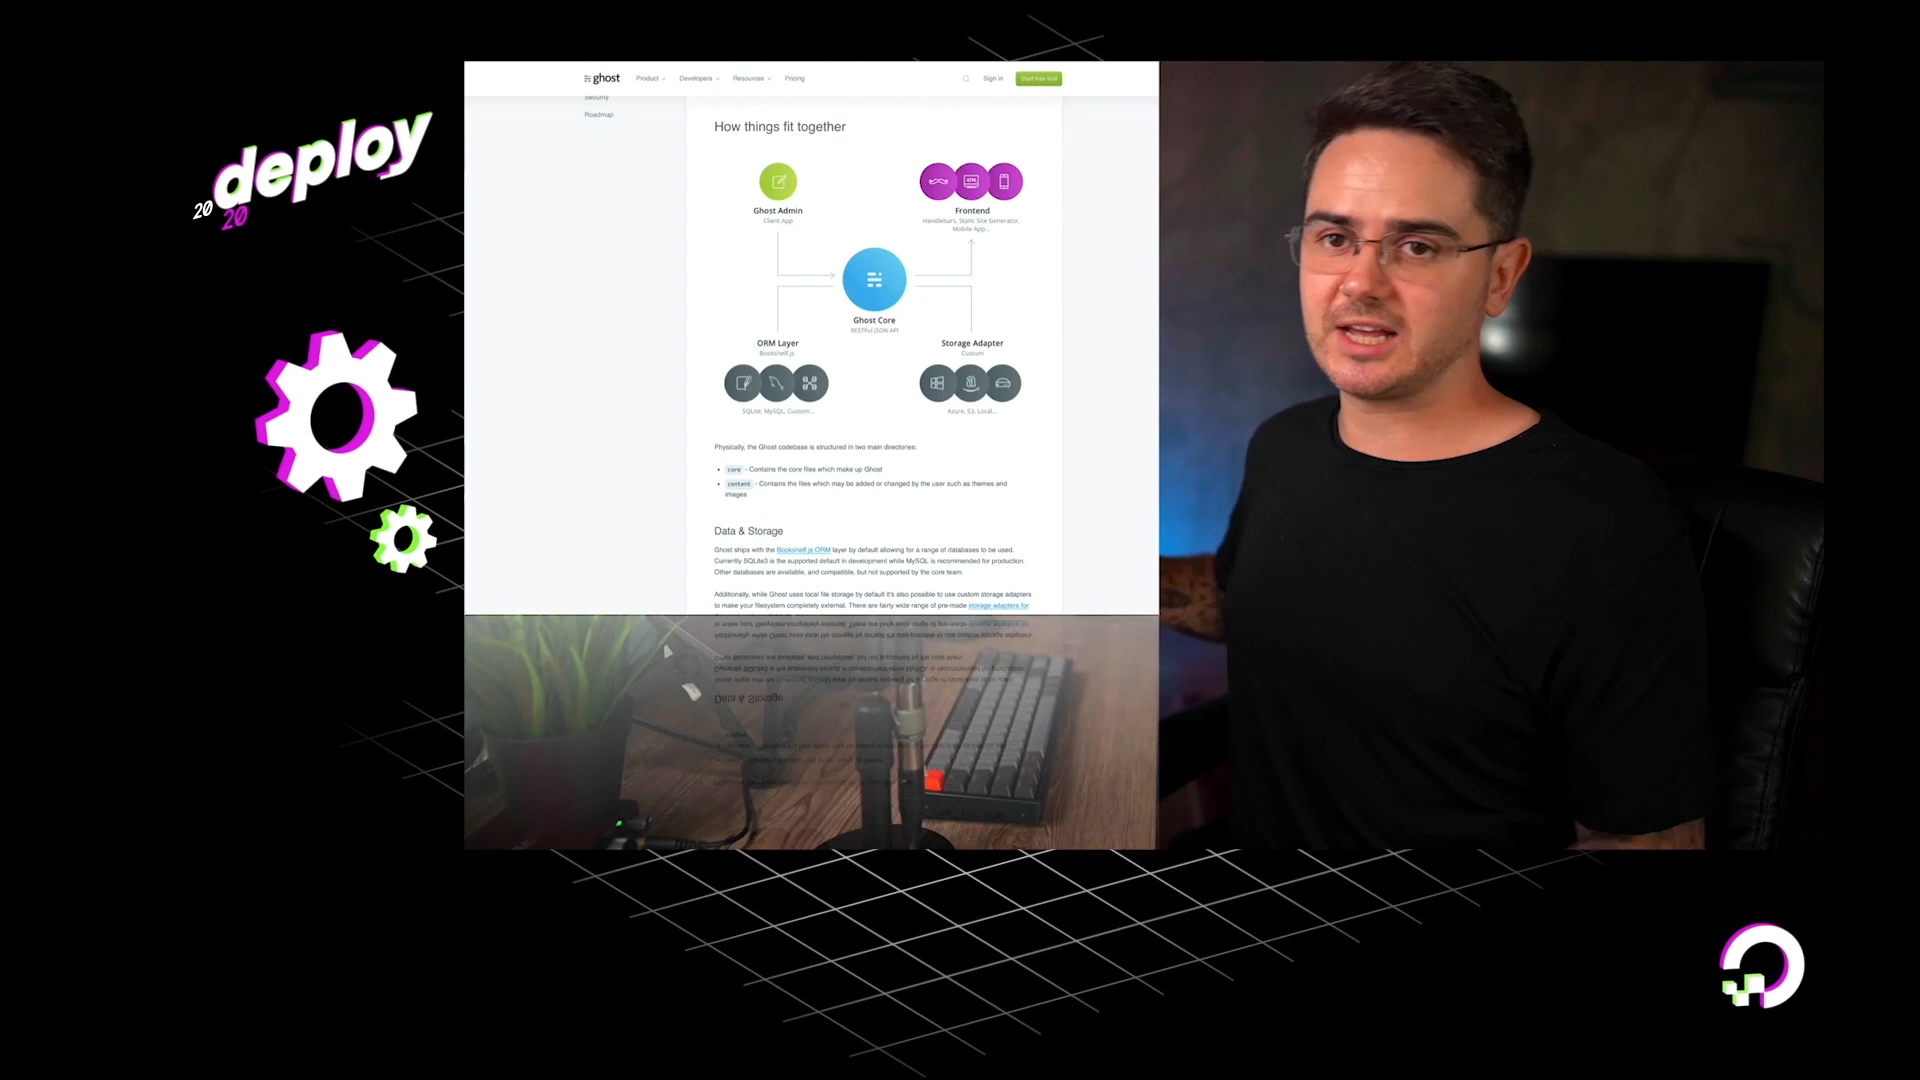 deploy
20
20
ghost
Product
Developers
Resources
Pricing
Sign in
Start free trial
Security
Roadmap
How things fit together
Ghost Admin
Client App
Frontend
Handlebars, Static Site Generator,
Mobile App...
HTML
Ghost Core
RESTful JSON API
ORM Layer
Bookshelf.js
Storage Adapter
Custom
SQLite, MySQL, Custom...
Azure, S3, Local...
Physically, the Ghost codebase is structured in two main directories:
• core - Contains the core files which make up Ghost
• content - Contains the files which may be added or changed by the user such as themes and
images
Data & Storage
Ghost ships with the Bookshelf.js ORM layer by default allowing for a range of databases to be used.
Currently SQLite3 is the supported default in development while MySQL is recommended for production.
Other databases are available, and compatible, but not supported by the core team.
Additionally, while Ghost uses local file storage by default it's also possible to use custom storage adapters
to make your filesystem completely external. There are fairly wide range of pre-made storage adapters for